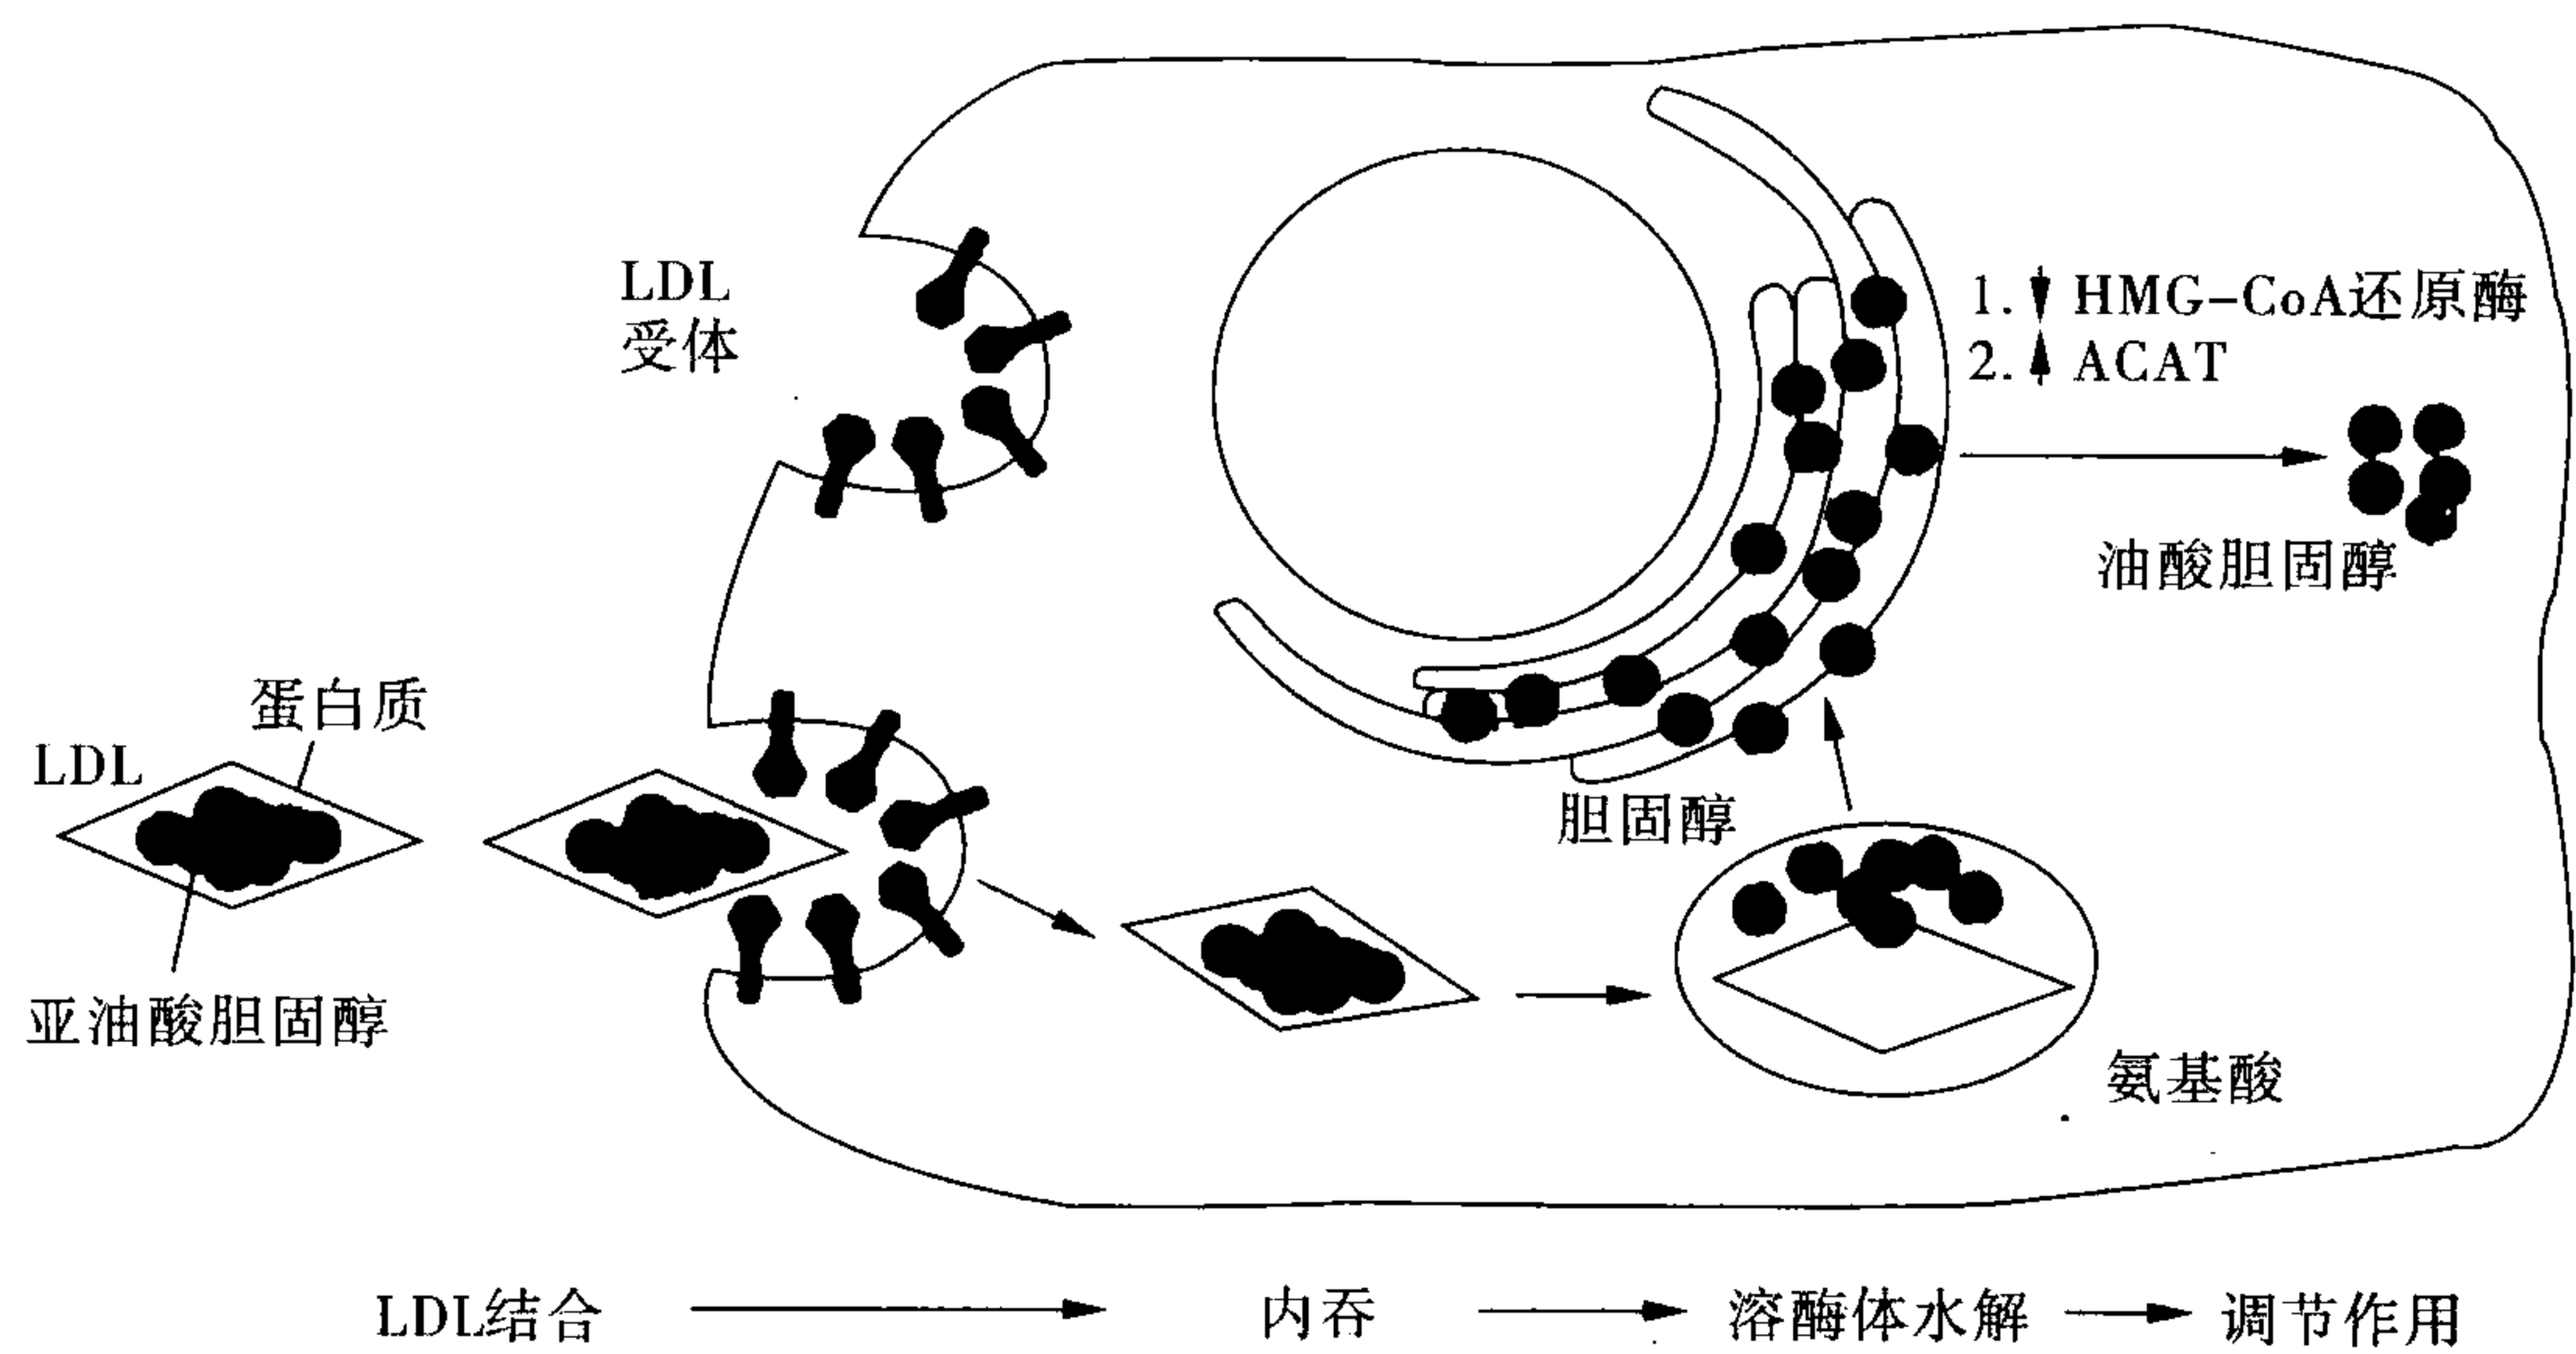 LDL
受体
1. HMG-CoA还原酶
2. ACAT
油酸胆固醇
蛋白质
LDL
亚油酸胆固醇
胆固醇
氨基酸
LDL结合
内吞
溶酶体水解
调节作用